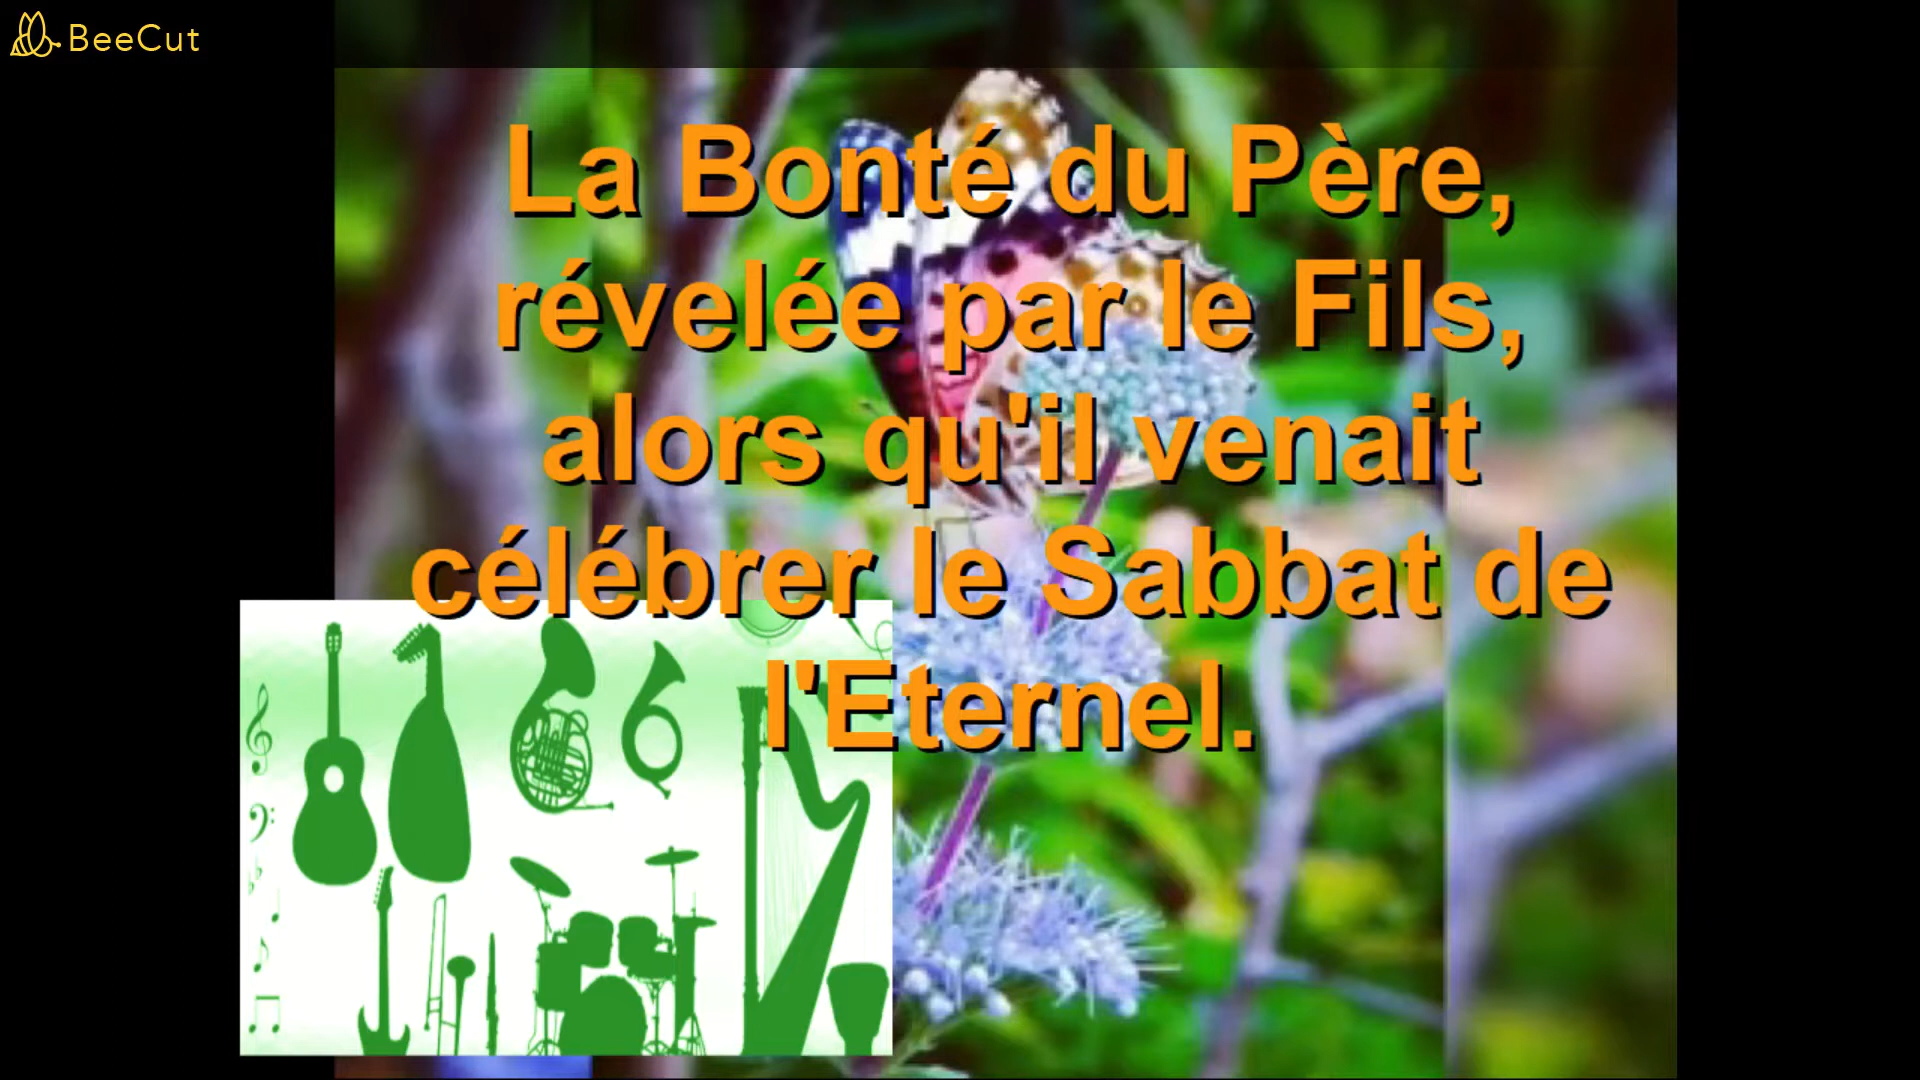 BeeCut
La Bonté du Père,
révelée par le Fils,
alors qu'il venait
célébrer le Sabbat de
l'Eternel.